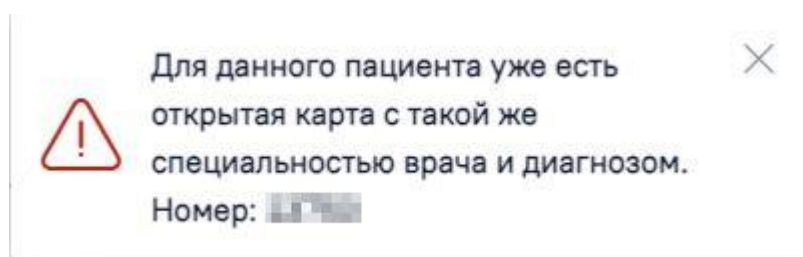 Для данного пациента уже есть
открытая карта с такой же
специальностью врача и диагнозом.
Номер: